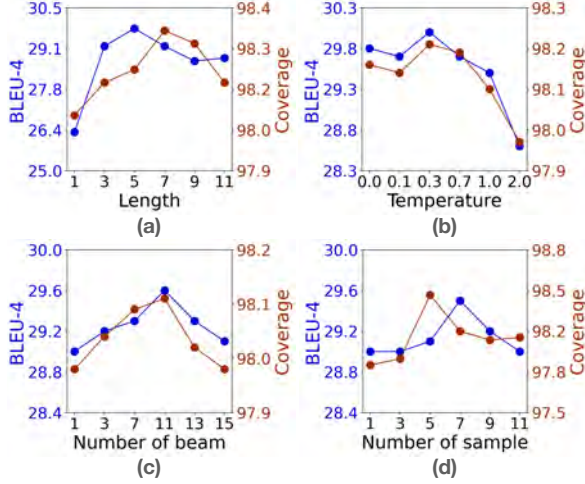 30.5 98.4
29.1 98.3
27.8 98.2
26.4 98.0
25.0 97.9
BLEU-4 Coverage
1 3 5 7 9 11
Length
(a)
30.3 98.3
29.8 98.2
29.3 98.1
28.8 98.0
28.3 97.9
BLEU-4 Coverage
0.0 0.1 0.3 0.7 1.0 2.0
Temperature
(b)
30.0 98.2
29.6 98.1
29.2
28.8 98.0
28.4 97.9
BLEU-4 Coverage
1 3 7 11 13 15
Number of beam
(c)
30.0 98.8
29.6 98.5
29.2 98.2
28.8 97.8
28.4 97.5
BLEU-4 Coverage
1 3 5 7 9 11
Number of sample
(d)